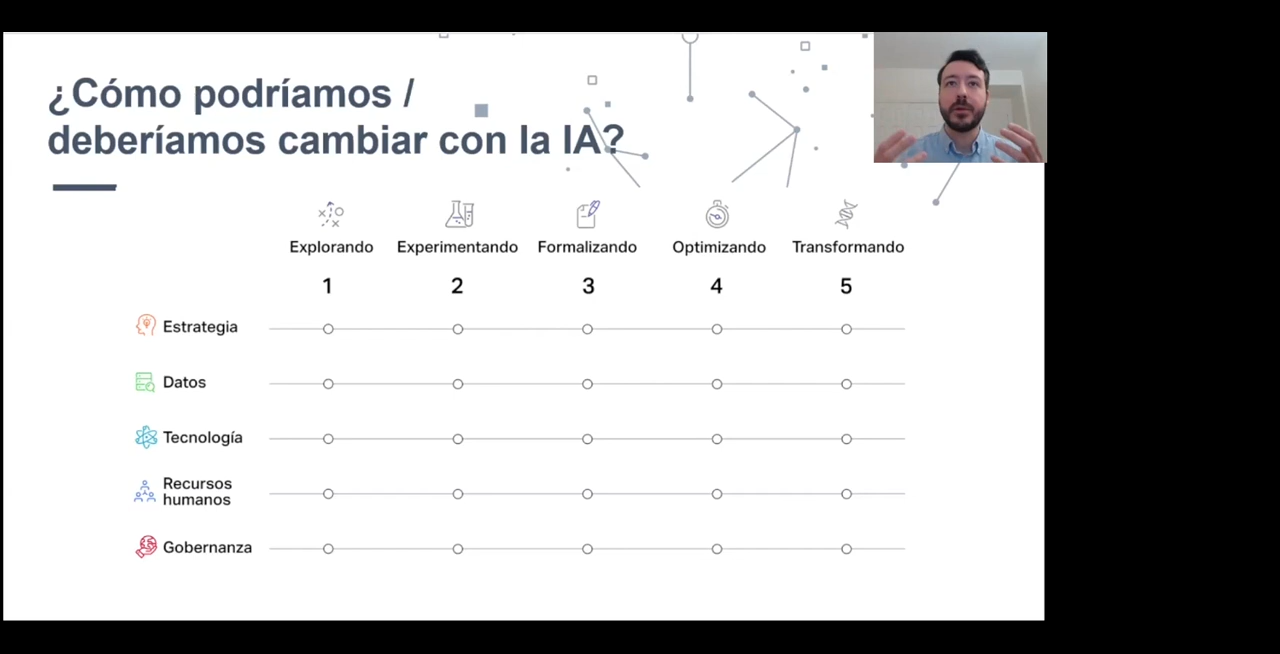 ¿Cómo podríamos /
deberíamos cambiar con la IA?
Explorando Experimentando Formalizando Optimizando Transformando
1 2 3 4 5
Estrategia
Datos
Tecnología
Recursos
humanos
Gobernanza